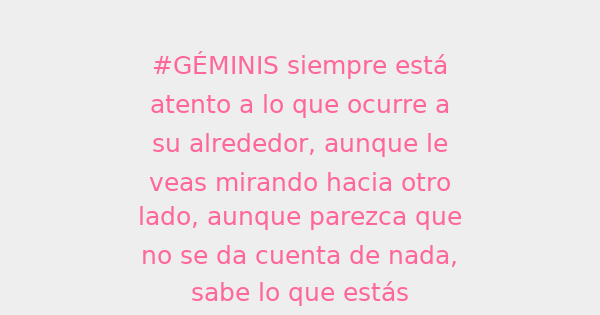 #GÉMINIS siempre está
atento a lo que ocurre a
su alrededor, aunque le
veas mirando hacia otro
lado, aunque parezca que
no se da cuenta de nada,
sabe lo que estás